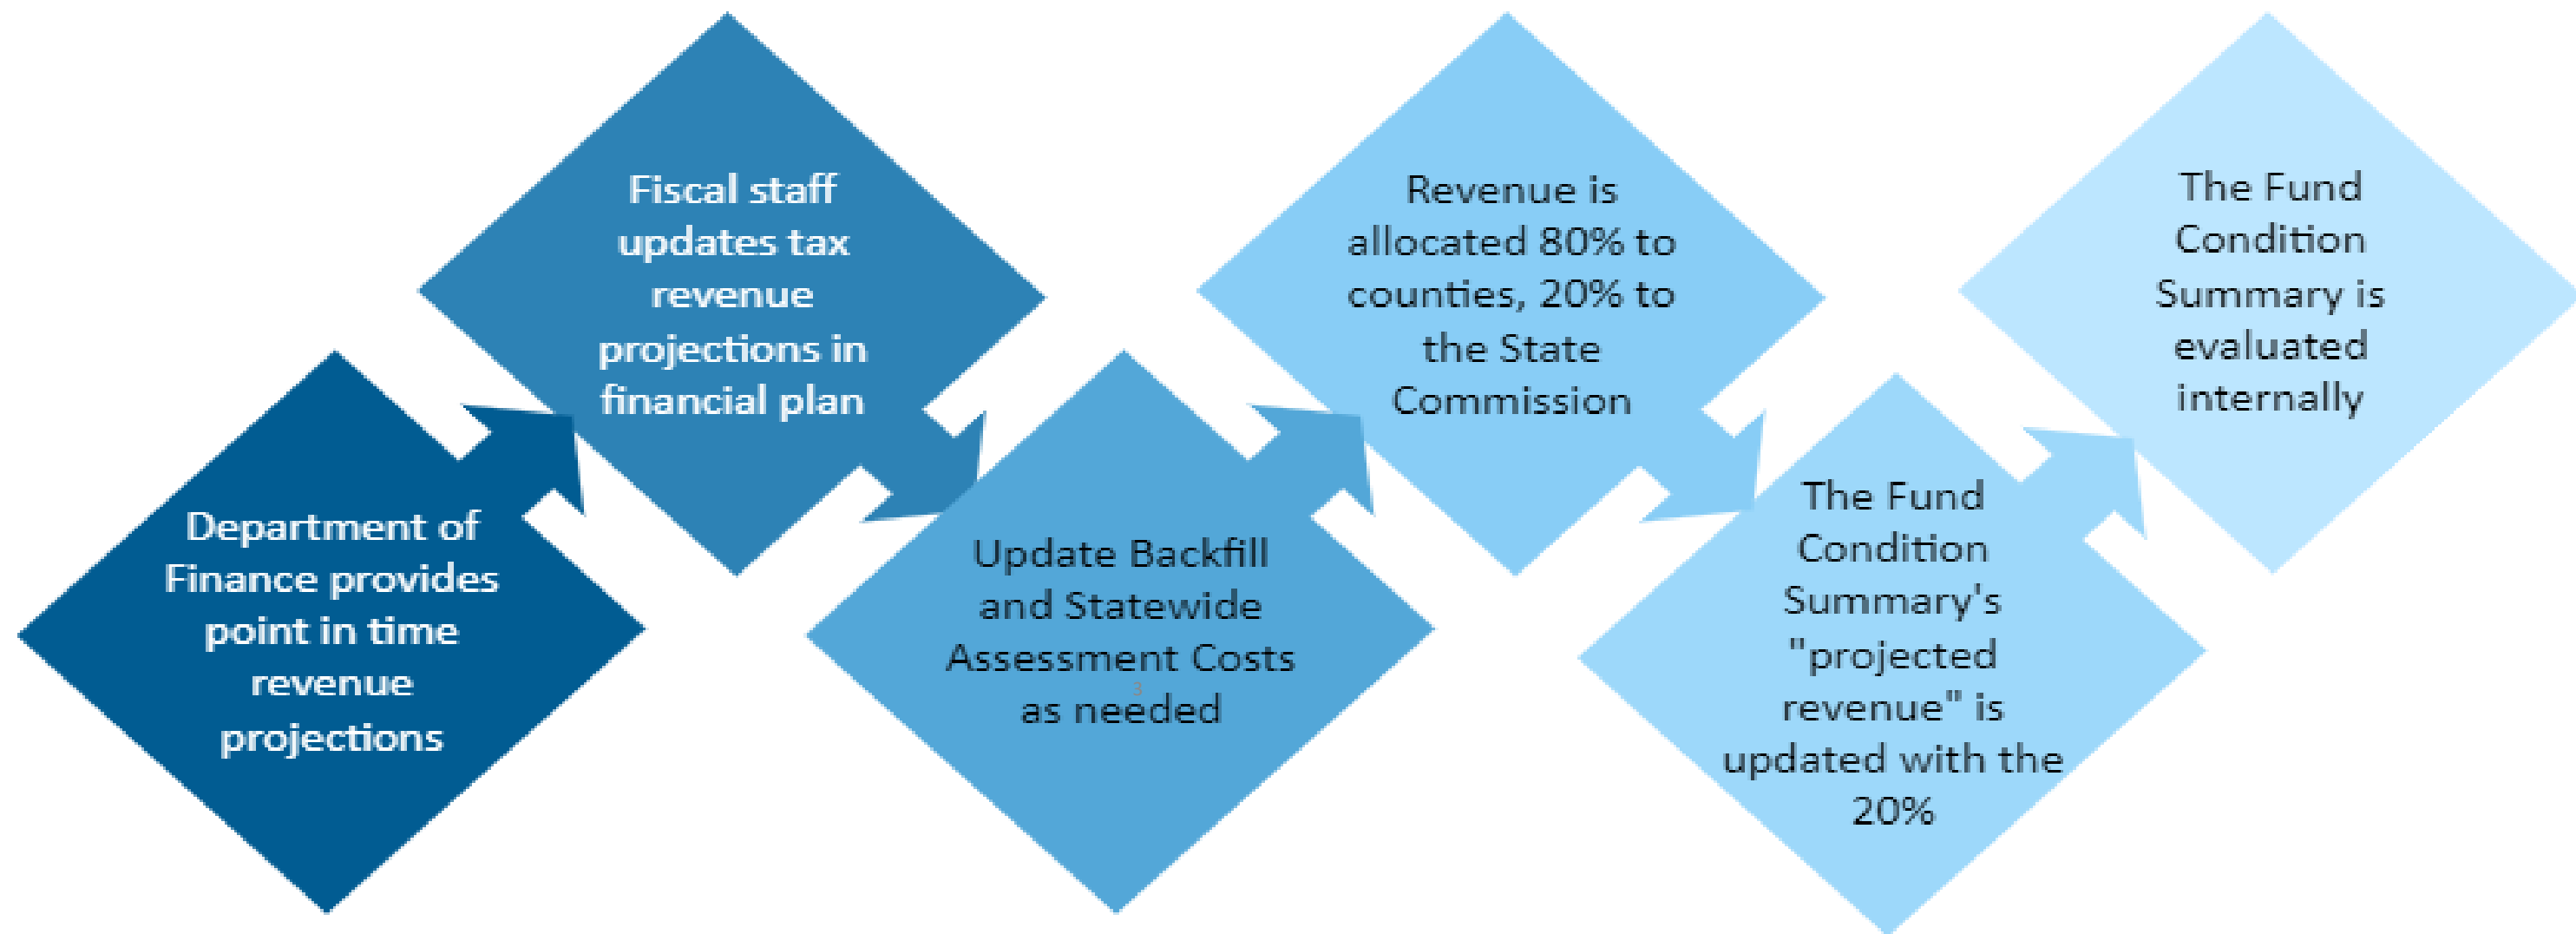 Department of
Finance provides
point in time
revenue
projections
Fiscal staff
updates tax
revenue
projections in
financial plan
Update Backfill
and Statewide
Assessment Costs
3
as needed
Revenue is
allocated 80% to
counties, 20% to
the State
Commission
The Fund
Condition
Summary's
"projected
revenue" is
updated with the
20%
The Fund
Condition
Summary is
evaluated
internally